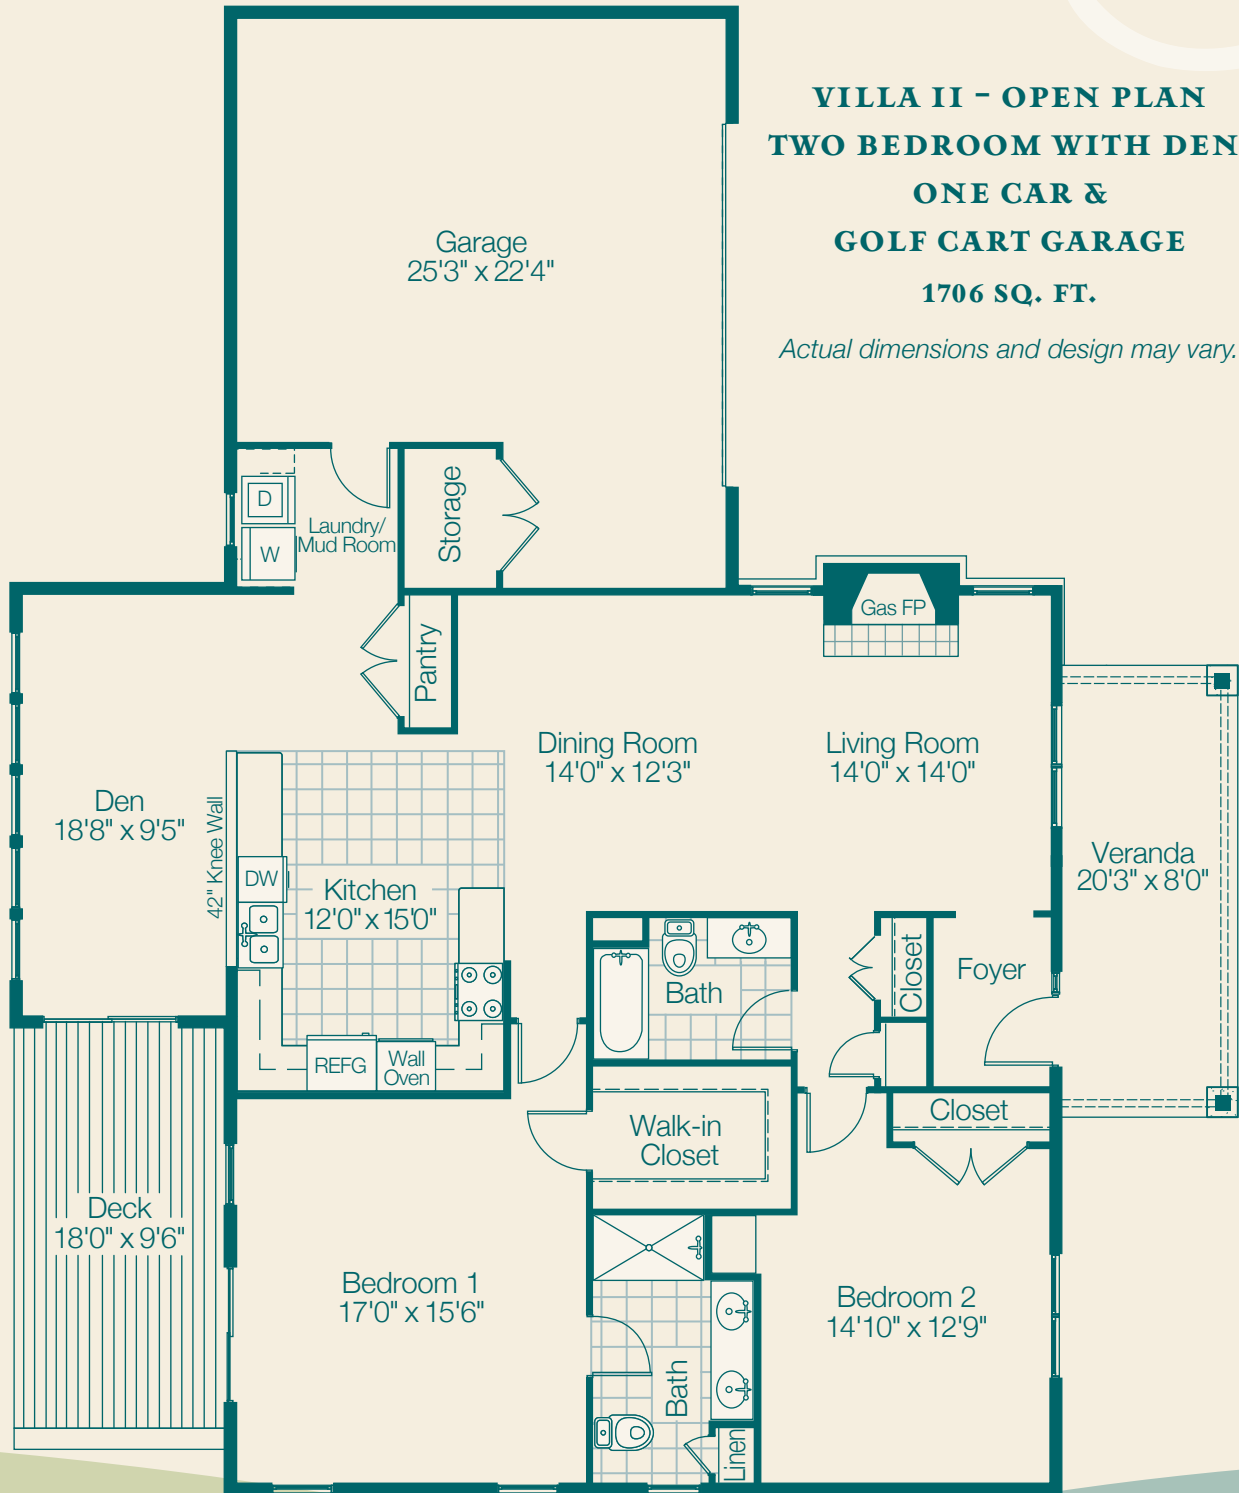 VILLA II – OPEN PLAN
TWO BEDROOM WITH DEN
ONE CAR &
GOLF CART GARAGE
1706 SQ. FT.
Actual dimensions and design may vary.
Garage
25'3" x 22'4"
D
W
Laundry/
Mud Room
Storage
Pantry
Gas FP
Dining Room
14'0" x 12'3"
Living Room
14'0" x 14'0"
Den
18'8" x 9'5"
42" Knee Wall
DW
Kitchen
12'0" x 15'0"
Veranda
20'3" x 8'0"
Bath
Closet
Foyer
REFG
Wall
Oven
Walk-in
Closet
Closet
Deck
18'0" x 9'6"
Bedroom 1
17'0" x 15'6"
Bedroom 2
14'10" x 12'9"
Bath
Linen